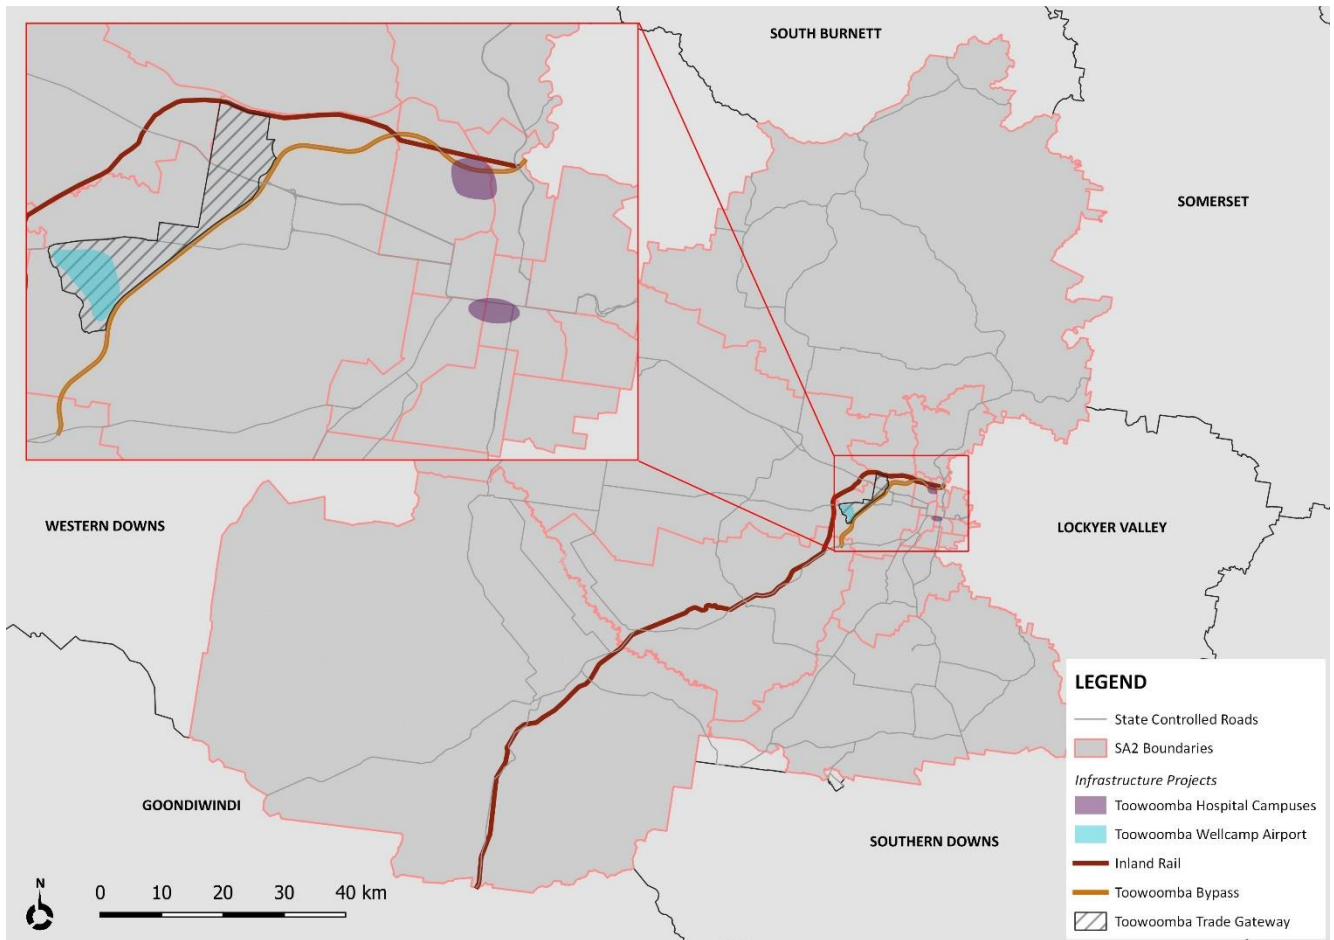 SOUTH BURNETT
SOMERSET
WESTERN DOWNS
LOCKYER VALLEY
GOONDIWINDI
SOUTHERN DOWNS
N
0 10 20 30 40 km
LEGEND
State Controlled Roads
SA2 Boundaries
Infrastructure Projects
Toowoomba Hospital Campuses
Toowoomba Wellcamp Airport
Inland Rail
Toowoomba Bypass
Toowoomba Trade Gateway